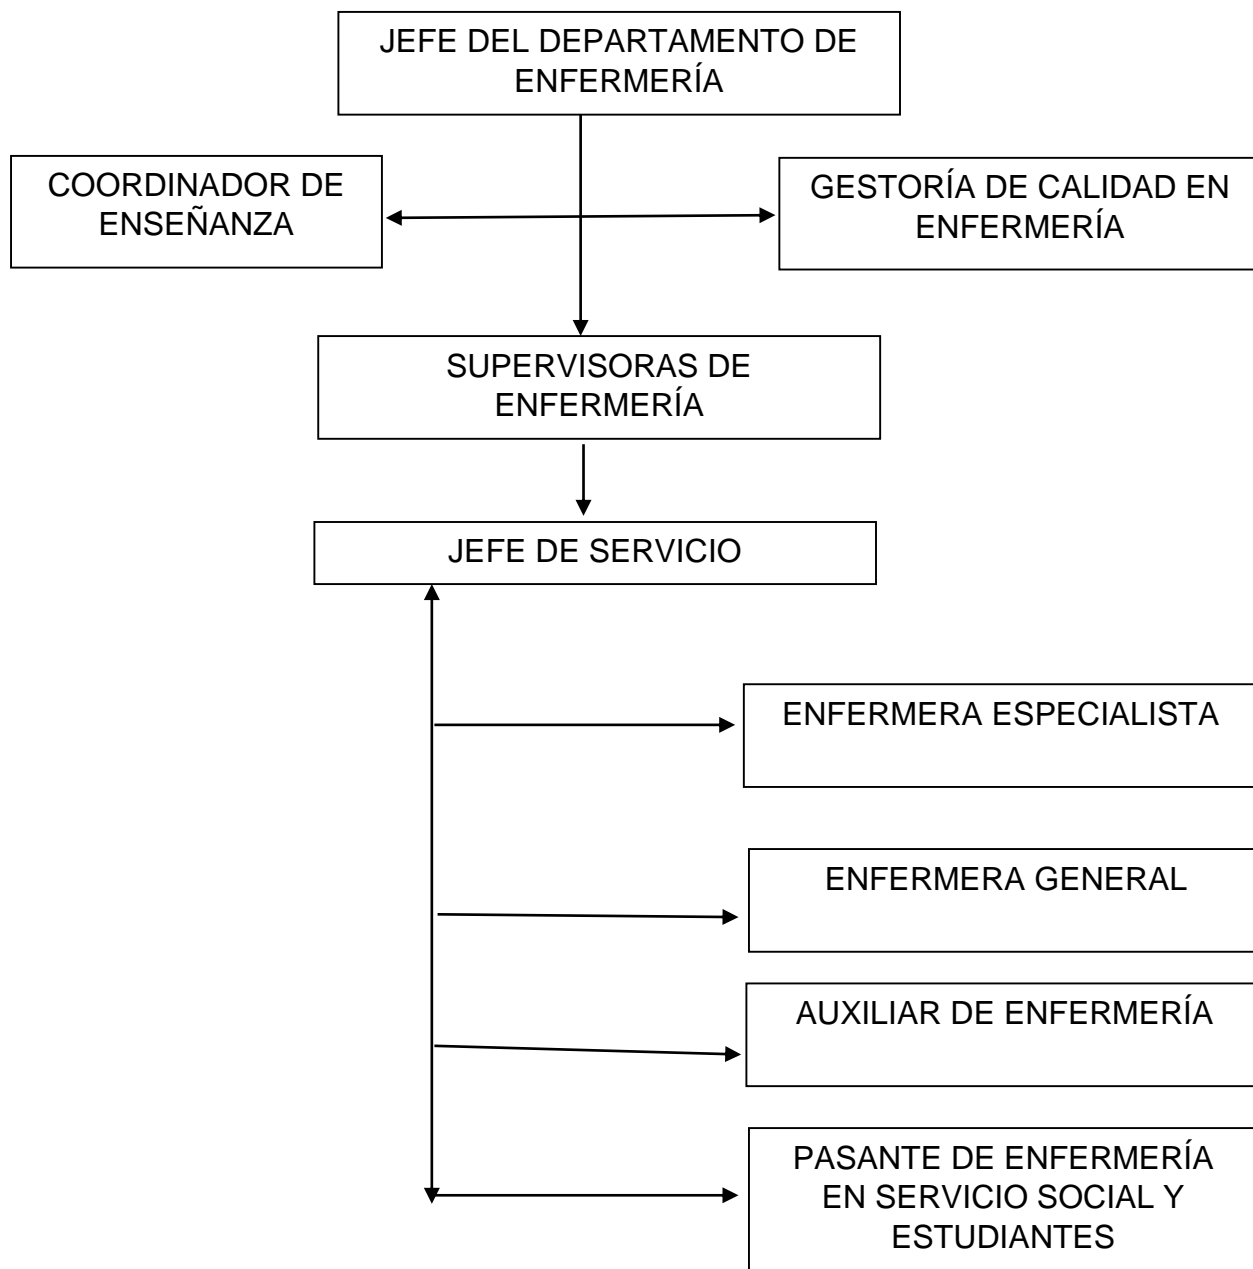 JEFE DEL DEPARTAMENTO DE
ENFERMERÍA
COORDINADOR DE
ENSEÑANZA
GESTORÍA DE CALIDAD EN
ENFERMERÍA
SUPERVISORAS DE
ENFERMERÍA
JEFE DE SERVICIO
ENFERMERA ESPECIALISTA
ENFERMERA GENERAL
AUXILIAR DE ENFERMERÍA
PASANTE DE ENFERMERÍA
EN SERVICIO SOCIAL Y
ESTUDIANTES